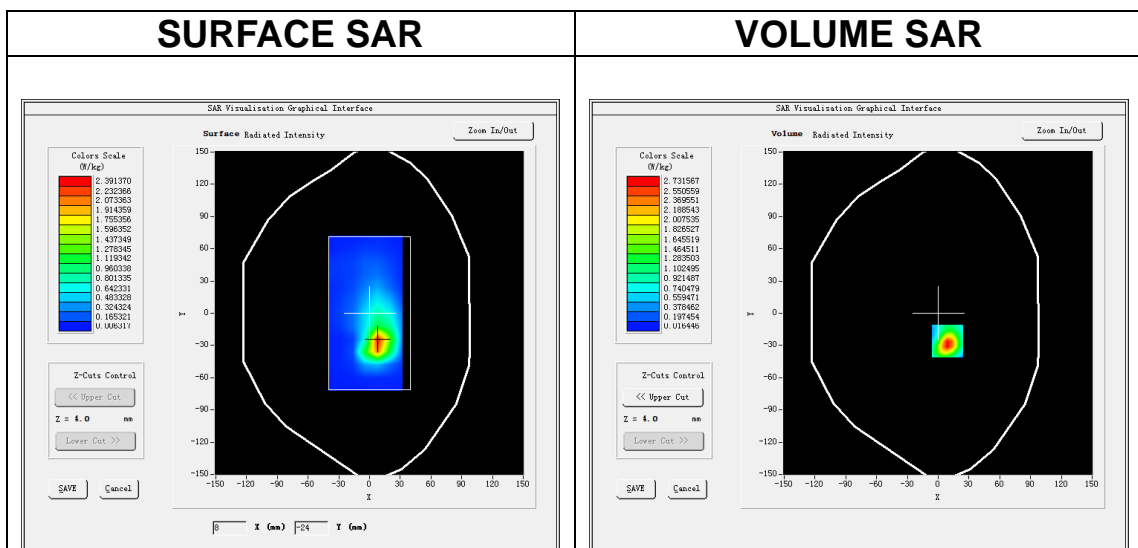 SURFACE SAR
SAR Visualisation Graphical Interface
Surface Radiated Intensity
Zoom In/Out
Colors Scale
(W/kg)
2.391370
2.232366
2.073363
1.914359
1.755356
1.596352
1.437349
1.278345
1.119342
0.960338
0.801335
0.642331
0.483328
0.324324
0.165321
0.006317
Z-Cuts Control
<< Upper Cut
Z = 4.0 mm
Lower Cut >>
SAVE Cancel
150
120
90
60
30
0
-30
-60
-90
-120
-150
Y
-150 -120 -90 -60 -30 0 30 60 90 120 150
X
8 X (mm) -24 Y (mm)
VOLUME SAR
SAR Visualisation Graphical Interface
Volume Radiated Intensity
Zoom In/Out
Colors Scale
(W/kg)
2.731567
2.550559
2.369551
2.188543
2.007535
1.826527
1.645519
1.464511
1.283503
1.102495
0.921487
0.740479
0.559471
0.378462
0.197454
0.016446
Z-Cuts Control
<< Upper Cut
Z = 4.0 mm
Lower Cut >>
SAVE Cancel
150
120
90
60
30
0
-30
-60
-90
-120
-150
Y
-150 -120 -90 -60 -30 0 30 60 90 120 150
X